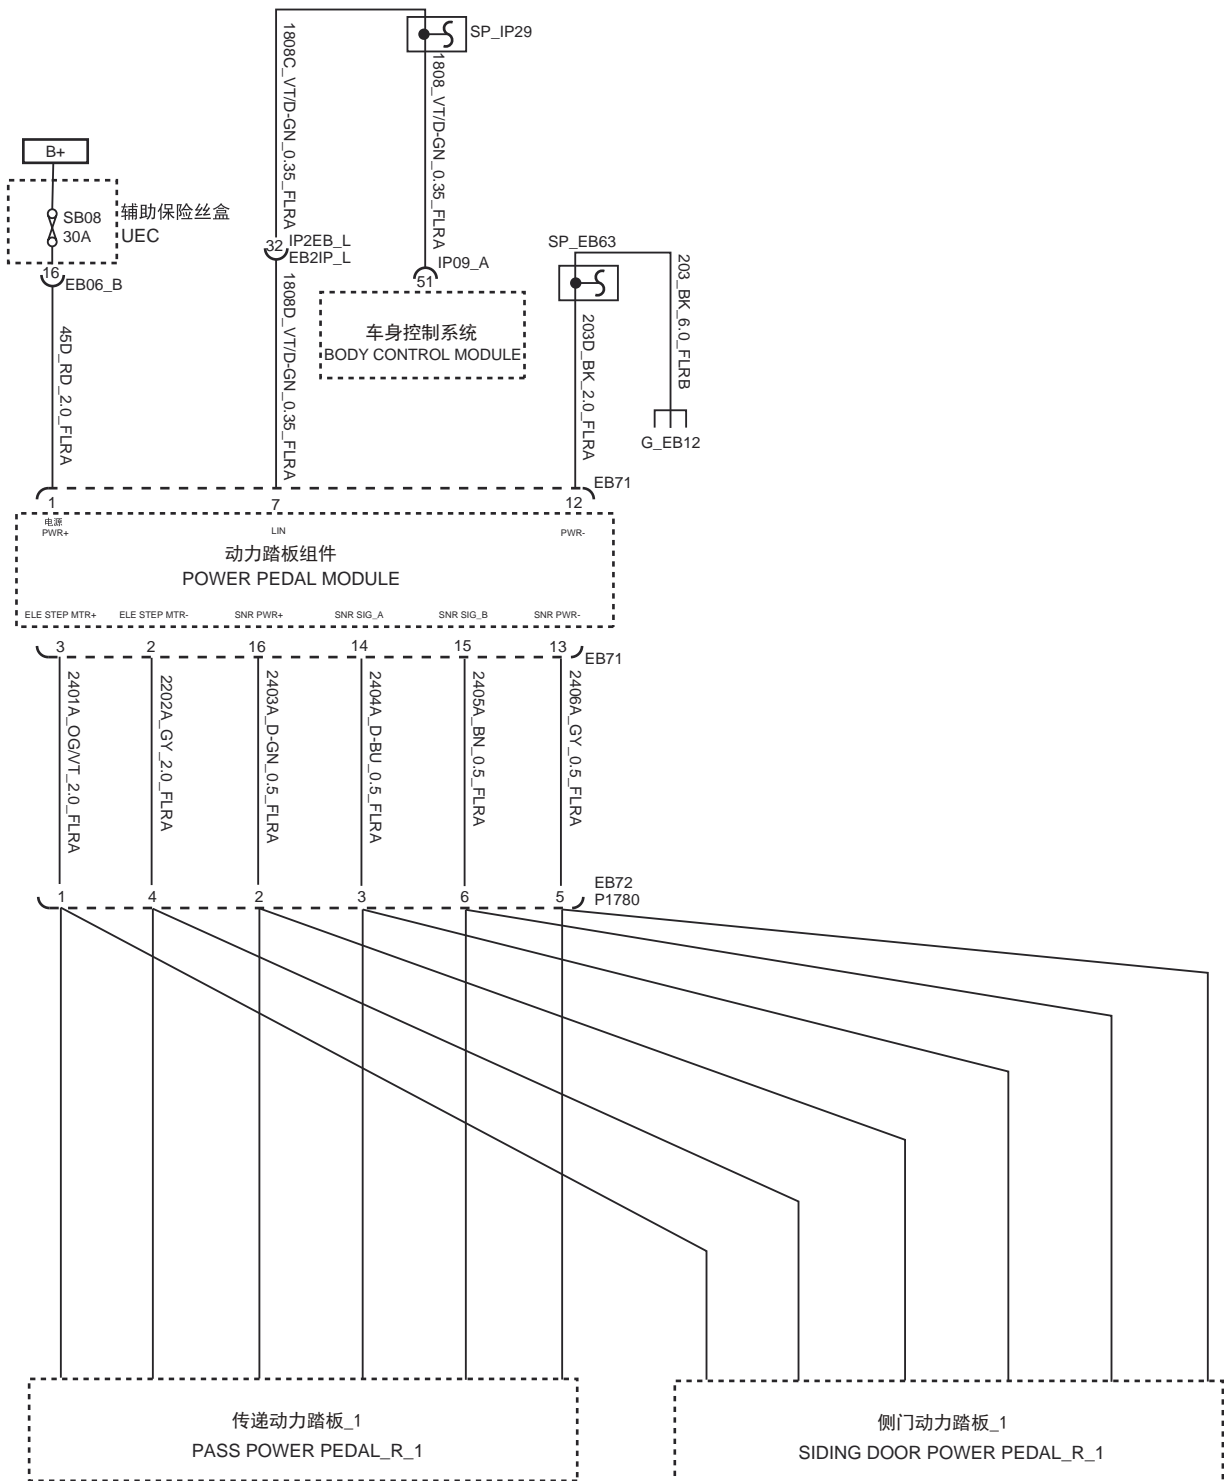 SP_IP29
1808C_VT/D-GN_0.35_FLRA
1808_VT/D-GN_0.35_FLRA
B+
SB08
30A
辅助保险丝盒
UEC
16
EB06_B
45D_RD_2.0_FLRA
32
IP2EB_L
EB2IP_L
1808D_VT/D-GN_0.35_FLRA
IP09_A
51
车身控制系统
BODY CONTROL MODULE
SP_EB63
203_BK_6.0_FLRB
203D_BK_2.0_FLRA
G_EB12
EB71
1
7
12
电源
PWR+
LIN
PWR-
动力踏板组件
POWER PEDAL MODULE
ELE STEP MTR+
ELE STEP MTR-
SNR PWR+
SNR SIG_A
SNR SIG_B
SNR PWR-
3
2
16
14
15
13
EB71
2401A_OG/VT_2.0_FLRA
2202A_GY_2.0_FLRA
2403A_D-GN_0.5_FLRA
2404A_D-BU_0.5_FLRA
2405A_BN_0.5_FLRA
2406A_GY_0.5_FLRA
1
4
2
3
6
5
EB72
P1780
传递动力踏板_1
PASS POWER PEDAL_R_1
侧门动力踏板_1
SIDING DOOR POWER PEDAL_R_1